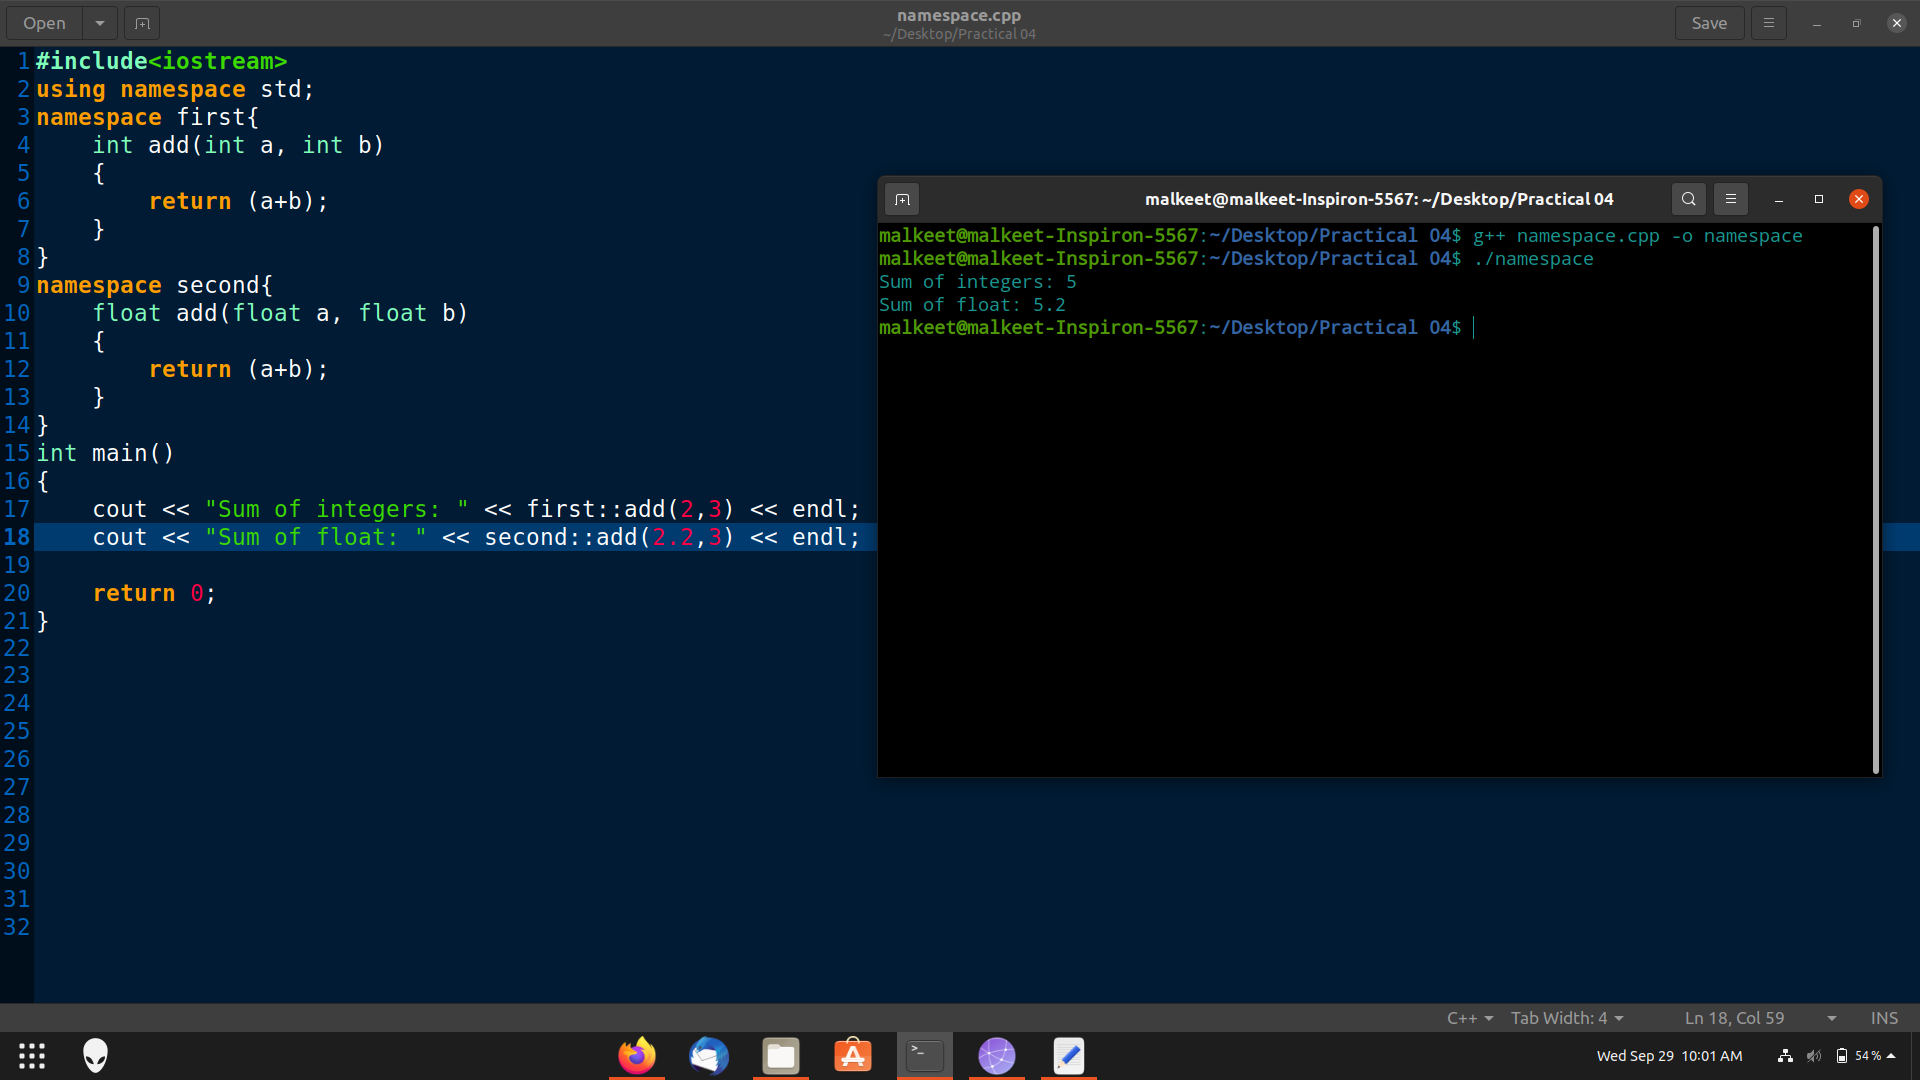 Open
namespace.cpp
~/Desktop/Practical 04
Save
1 #include<iostream>
2 using namespace std;
3 namespace first{
4     int add(int a, int b)
5     {
6         return (a+b);
7     }
8 }
9 namespace second{
10     float add(float a, float b)
11     {
12         return (a+b);
13     }
14 }
15 int main()
16 {
17     cout << "Sum of integers: " << first::add(2,3) << endl;
18     cout << "Sum of float: " << second::add(2.2,3) << endl;
19
20     return 0;
21 }
22
23
24
25
26
27
28
29
30
31
32
malkeet@malkeet-Inspiron-5567: ~/Desktop/Practical 04
malkeet@malkeet-Inspiron-5567:~/Desktop/Practical 04$ g++ namespace.cpp -o namespace
malkeet@malkeet-Inspiron-5567:~/Desktop/Practical 04$ ./namespace
Sum of integers: 5
Sum of float: 5.2
malkeet@malkeet-Inspiron-5567:~/Desktop/Practical 04$
C++ Tab Width: 4 Ln 18, Col 59 INS
>_
Wed Sep 29 10:01 AM 54 %